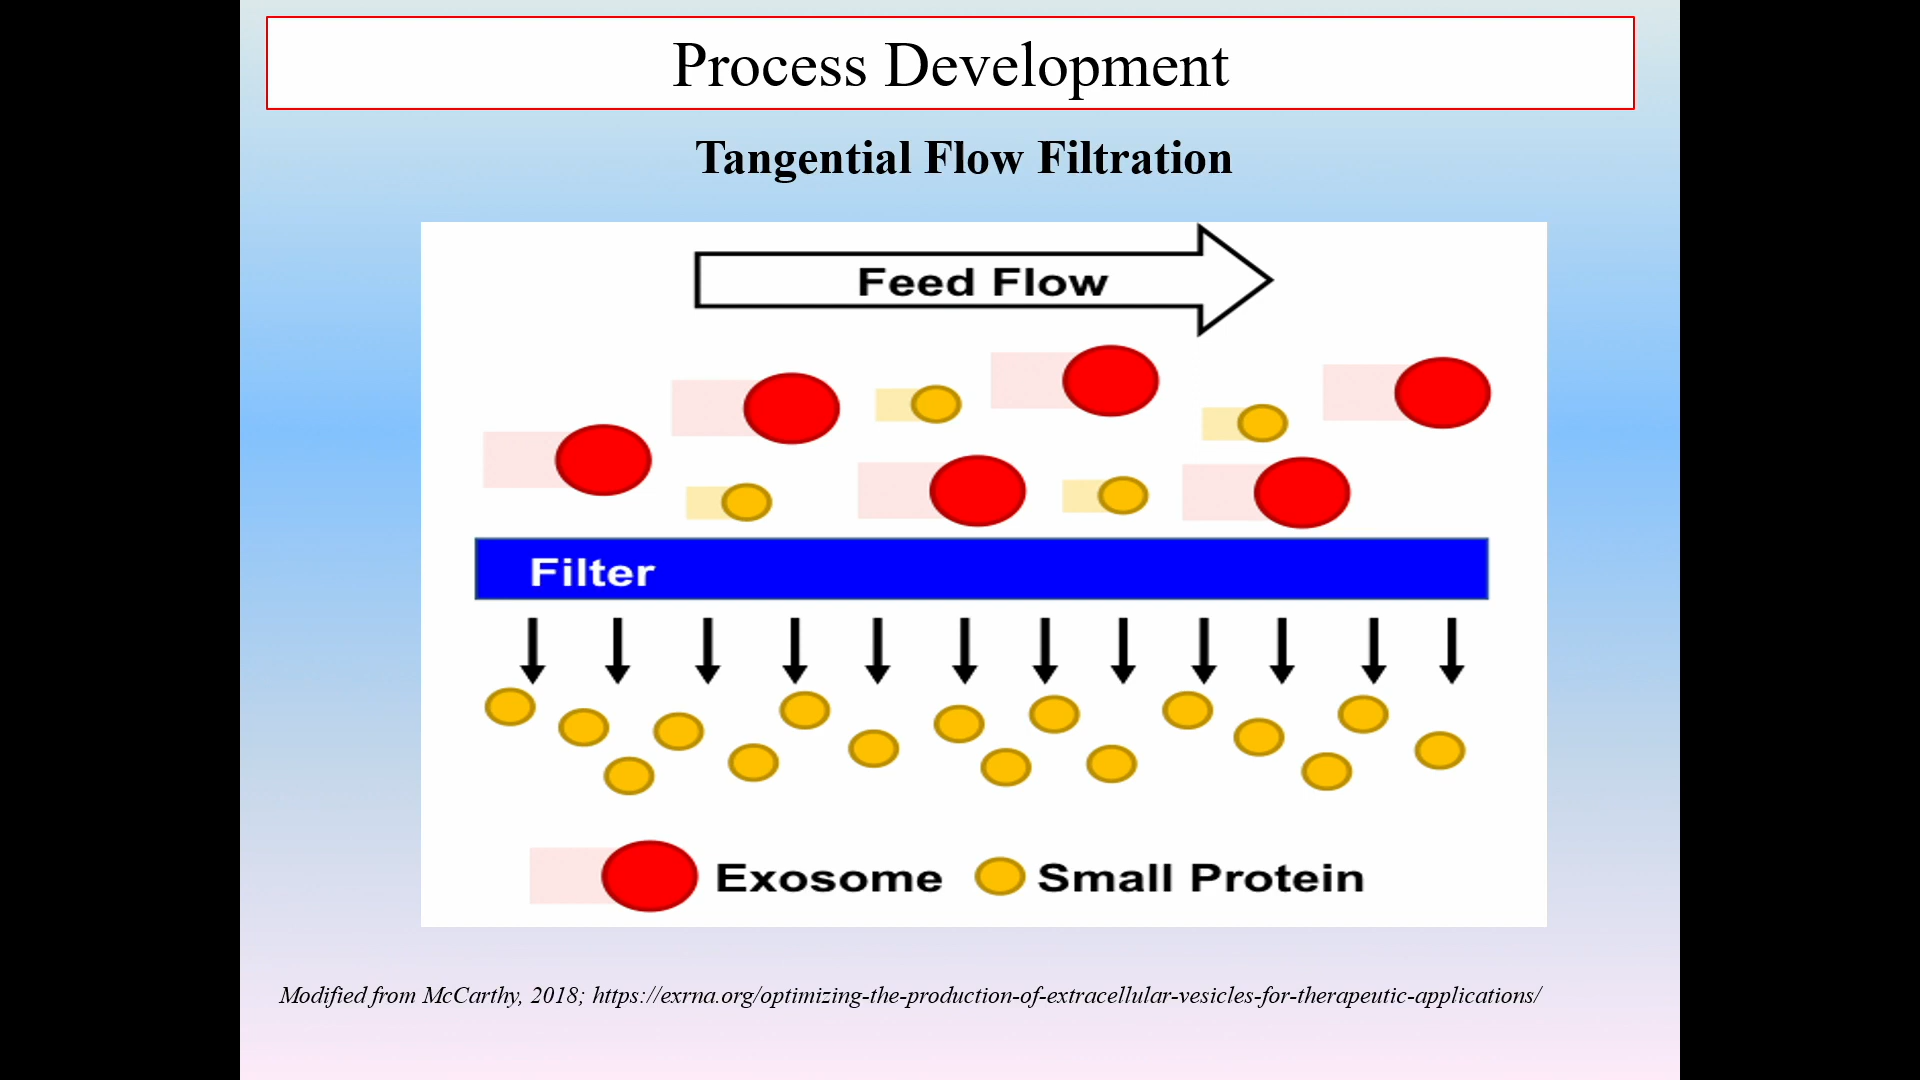 Process Development
Tangential Flow Filtration
Feed Flow
Filter
Exosome
Small Protein
Modified from McCarthy, 2018; https://exrna.org/optimizing-the-production-of-extracellular-vesicles-for-therapeutic-applications/